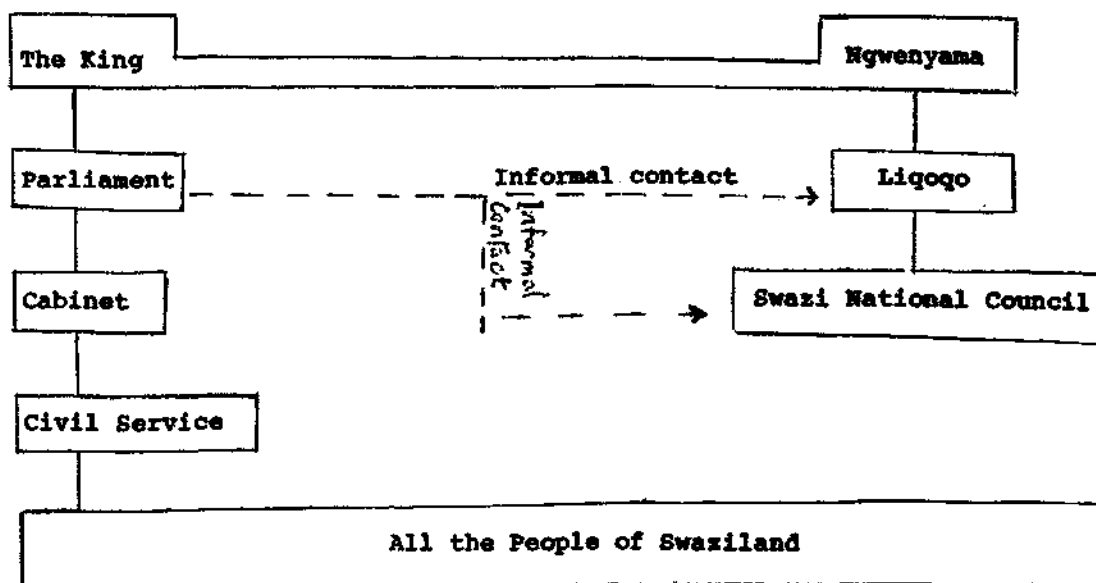 The King
Ngwenyama
Parliament
Informal contact
Liqoqo
Informal
Contact
Cabinet
Swazi National Council
Civil Service
All the People of Swaziland